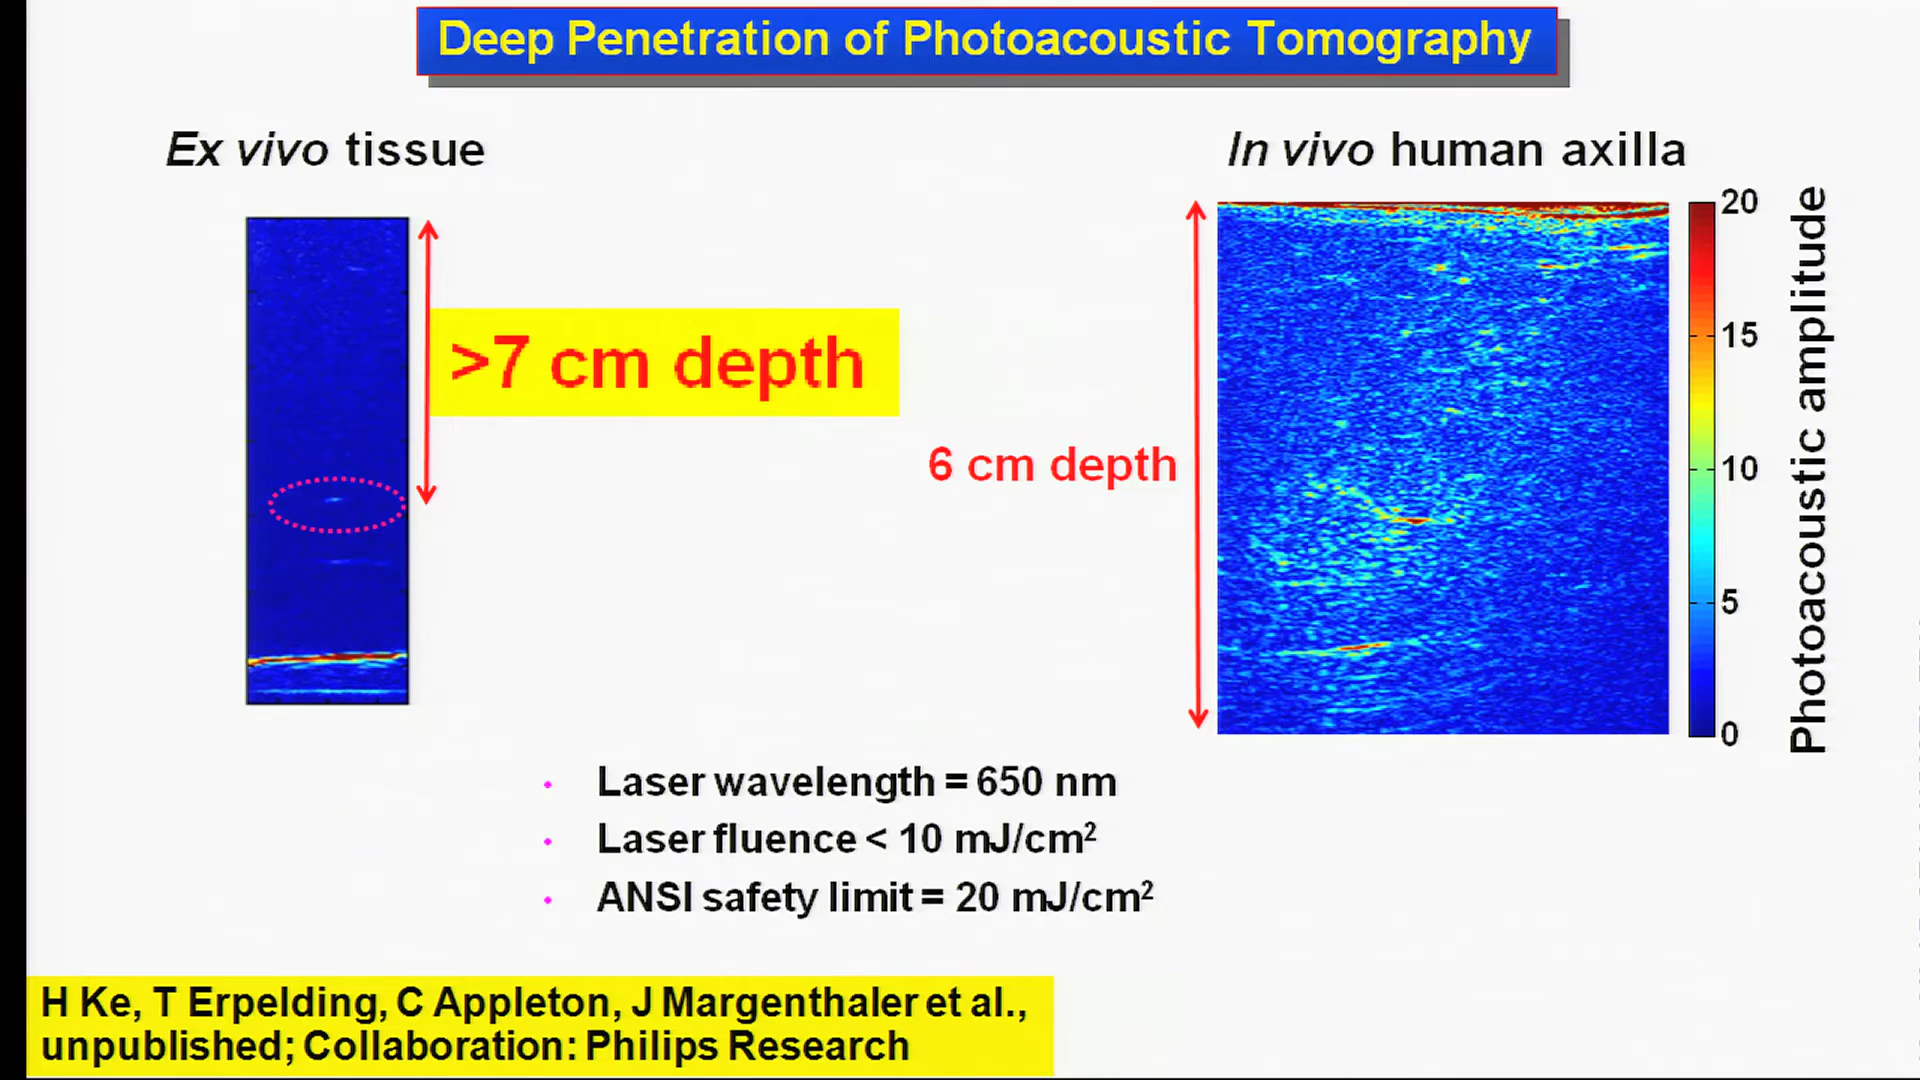 Deep Penetration of Photoacoustic Tomography
Ex vivo tissue
In vivo human axilla
>7 cm depth
6 cm depth
20
15
10
5
0
Photoacoustic amplitude
• Laser wavelength = 650 nm
• Laser fluence < 10 mJ/cm²
• ANSI safety limit = 20 mJ/cm²
H Ke, T Erpelding, C Appleton, J Margenthaler et al.,
unpublished; Collaboration: Philips Research